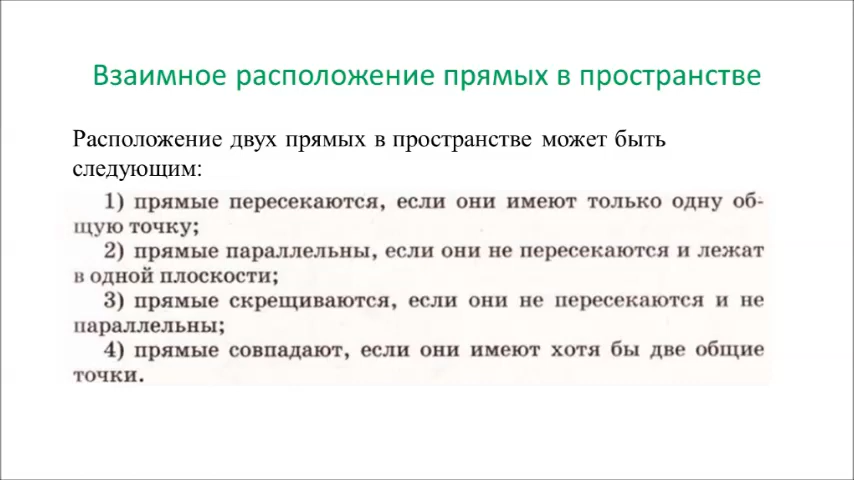 Взаимное расположение прямых в пространстве
Расположение двух прямых в пространстве может быть
следующим:
1) прямые пересекаются, если они имеют только одну об-
щую точку;
2) прямые параллельны, если они не пересекаются и лежат
в одной плоскости;
3) прямые скрещиваются, если они не пересекаются и не
параллельны;
4) прямые совпадают, если они имеют хотя бы две общие
точки.